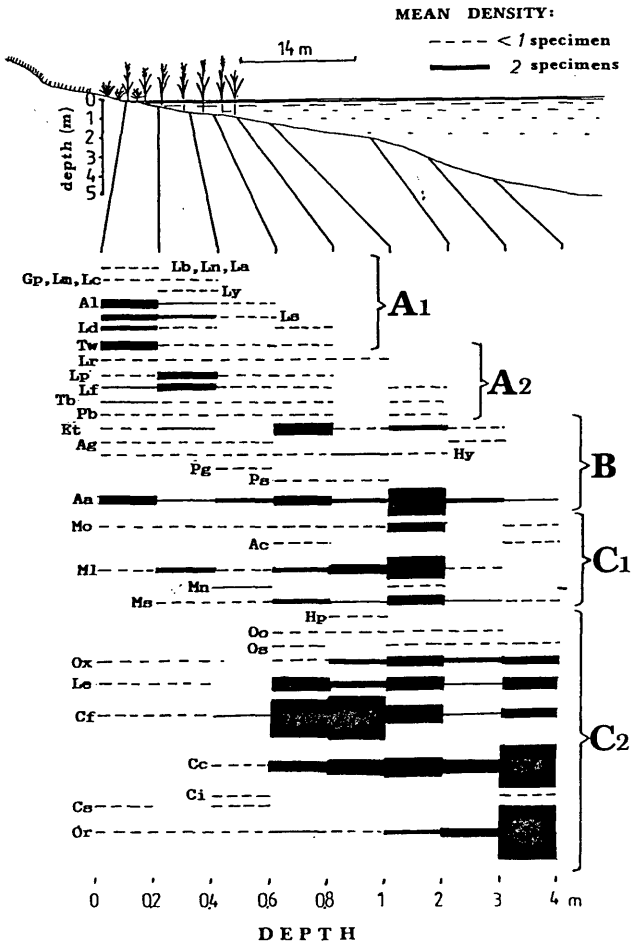 MEAN DENSITY:
< 1 specimen
2 specimens
14 m
depth (m)
0
1
2
3
4
5
Lb,Ln,La
Gp,Lm,Lc
Ly
Al
Ls
Ld
Tw
A1
Lr
Lp
Lf
Tb
Pb
A2
Et
Ag
Hy
Pg
Ps
Aa
B
Mo
Ac
Ml
Mn
Ms
C1
Hp
Oo
Os
Ox
Le
Cf
Cc
Ci
Cs
Or
C2
0 0.2 0.4 0.6 0.8 1 2 3 4 m
DEPTH